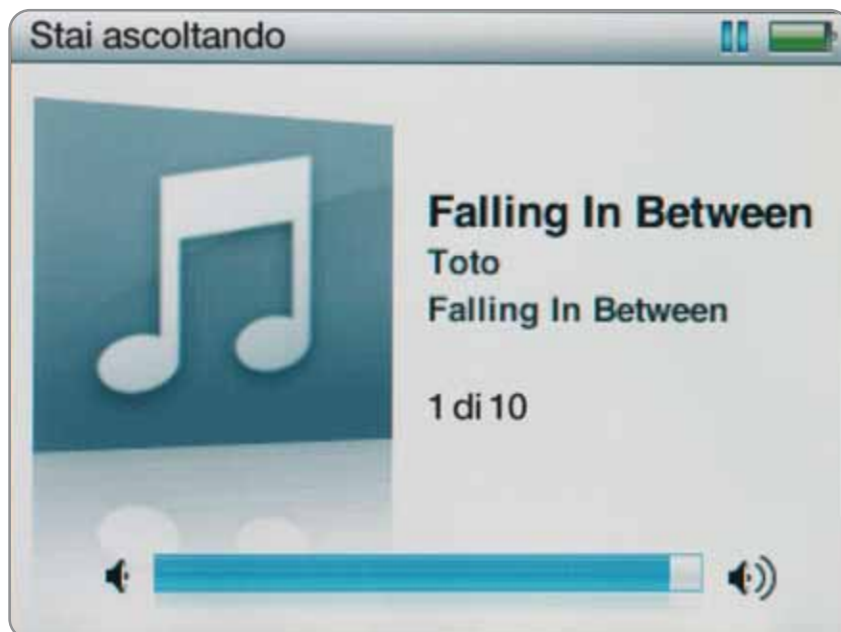 Stai ascoltando
Falling In Between
Toto
Falling In Between
1 di 10